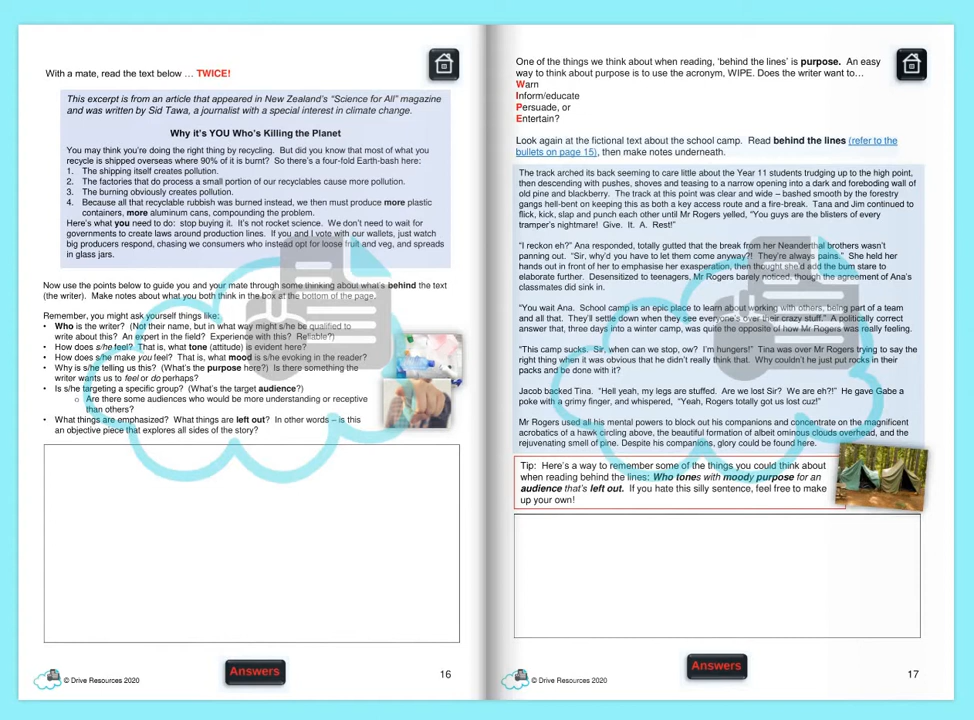 With a mate, read the text below … TWICE!
This excerpt is from an article that appeared in New Zealand's "Science for All" magazine
and was written by Sid Tawa, a journalist with a special interest in climate change.
Why it's YOU Who's Killing the Planet
You may think you're doing the right thing by recycling. But did you know that most of what you
recycle is shipped overseas where 90% of it is burnt? So there's a four-fold Earth-bash here:
1. The shipping itself creates pollution.
2. The factories that do process a small portion of our recyclables cause more pollution.
3. The burning obviously creates pollution.
4. Because all that recyclable rubbish was burned instead, we then must produce more plastic
containers, more aluminum cans, compounding the problem.
Here's what you need to do: stop buying it. It's not rocket science. We don't need to wait for
governments to create laws around production lines. If you and I vote with our wallets, just watch
big producers respond, chasing we consumers who instead opt for loose fruit and veg, and spreads
in glass jars.
Now use the points below to guide you and your mate through some thinking about what's behind the text
(the writer). Make notes about what you both think in the box at the bottom of the page.
Remember, you might ask yourself things like:
• Who is the writer? (Not their name, but in what way might s/he be qualified to
write about this? An expert in the field? Experience with this? Reliable?)
• How does s/he feel? That is, what tone (attitude) is evident here?
• How does s/he make you feel? That is, what mood is s/he evoking in the reader?
• Why is s/he telling us this? (What's the purpose here?) Is there something the
writer wants us to feel or do perhaps?
• Is s/he targeting a specific group? (What's the target audience?)
o Are there some audiences who would be more understanding or receptive
than others?
• What things are emphasized? What things are left out? In other words – is this
an objective piece that explores all sides of the story?
© Drive Resources 2020
Answers
16
One of the things we think about when reading, 'behind the lines' is purpose. An easy
way to think about purpose is to use the acronym, WIPE. Does the writer want to…
Warn
Inform/educate
Persuade, or
Entertain?
Look again at the fictional text about the school camp. Read behind the lines (refer to the
bullets on page 15), then make notes underneath.
The track arched its back seeming to care little about the Year 11 students trudging up to the high point,
then descending with pushes, shoves and teasing to a narrow opening into a dark and foreboding wall of
old pine and blackberry. The track at this point was clear and wide – bashed smooth by the forestry
gangs hell-bent on keeping this as both a key access route and a fire-break. Tana and Jim continued to
flick, kick, slap and punch each other until Mr Rogers yelled, "You guys are the blisters of every
tramper's nightmare! Give. It. A. Rest!"
"I reckon eh?" Ana responded, totally gutted that the break from her Neanderthal brothers wasn't
panning out. "Sir, why'd you have to let them come anyway?! They're always pains." She held her
hands out in front of her to emphasise her exasperation, then thought she'd add the bum stare to
elaborate further. Desensitized to teenagers, Mr Rogers barely noticed, though the agreement of Ana's
classmates did sink in.
"You wait Ana. School camp is an epic place to learn about working with others, being part of a team
and all that. They'll settle down when they see everyone's over their crazy stuff." A politically correct
answer that, three days into a winter camp, was quite the opposite of how Mr Rogers was really feeling.
"This camp sucks. Sir, when can we stop, ow? I'm hungers!" Tina was over Mr Rogers trying to say the
right thing when it was obvious that he didn't really think that. Why couldn't he just put rocks in their
packs and be done with it?
Jacob backed Tina. "Hell yeah, my legs are stuffed. Are we lost Sir? We are eh?!" He gave Gabe a
poke with a grimy finger, and whispered, "Yeah, Rogers totally got us lost cuz!"
Mr Rogers used all his mental powers to block out his companions and concentrate on the magnificent
acrobatics of a hawk circling above, the beautiful formation of albeit ominous clouds overhead, and the
rejuvenating smell of pine. Despite his companions, glory could be found here.
Tip: Here's a way to remember some of the things you could think about
when reading behind the lines: Who tones with moody purpose for an
audience that's left out. If you hate this silly sentence, feel free to make
up your own!
© Drive Resources 2020
Answers
17